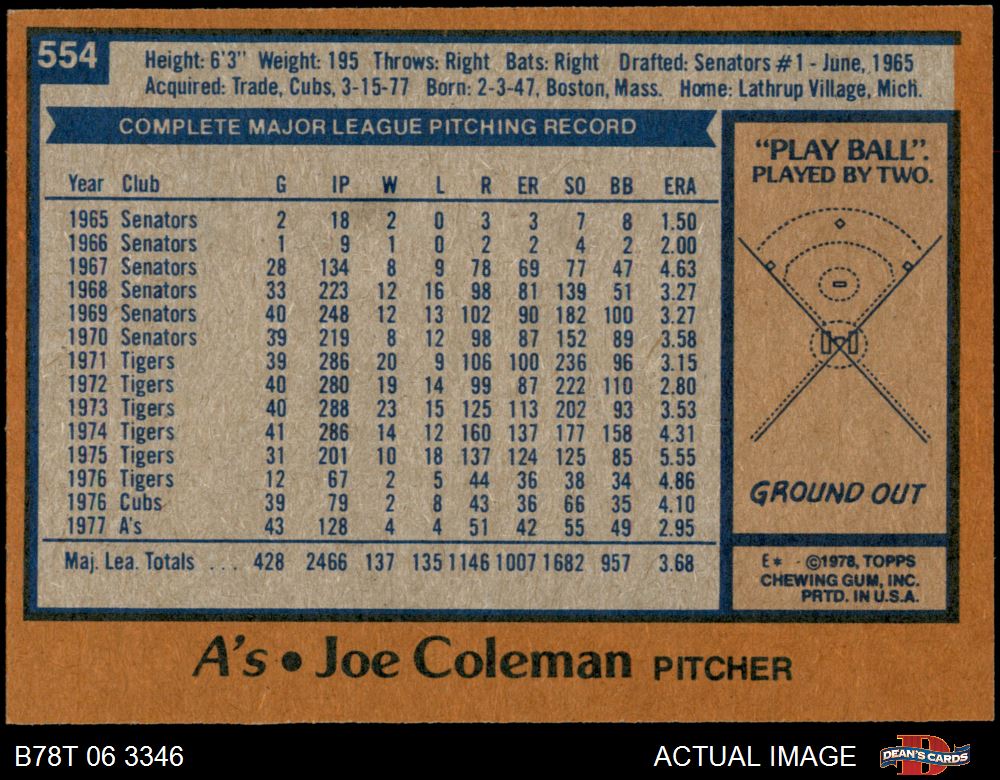 554
Height: 6'3" Weight: 195 Throws: Right Bats: Right Drafted: Senators #1 - June, 1965
Acquired: Trade, Cubs, 3-15-77 Born: 2-3-47, Boston, Mass. Home: Lathrup Village, Mich.
COMPLETE MAJOR LEAGUE PITCHING RECORD
Year Club G IP W L R ER SO BB ERA
1965 Senators 2 18 2 0 3 3 7 8 1.50
1966 Senators 1 9 1 0 2 2 4 2 2.00
1967 Senators 28 134 8 9 78 69 77 47 4.63
1968 Senators 33 223 12 16 98 81 139 51 3.27
1969 Senators 40 248 12 13 102 90 182 100 3.27
1970 Senators 39 219 8 12 98 87 152 89 3.58
1971 Tigers 39 286 20 9 106 100 236 96 3.15
1972 Tigers 40 280 19 14 99 87 222 110 2.80
1973 Tigers 40 288 23 15 125 113 202 93 3.53
1974 Tigers 41 286 14 12 160 137 177 158 4.31
1975 Tigers 31 201 10 18 137 124 125 85 5.55
1976 Tigers 12 67 2 5 44 36 38 34 4.86
1976 Cubs 39 79 2 8 43 36 66 35 4.10
1977 A's 43 128 4 4 51 42 55 49 2.95
Maj. Lea. Totals ... 428 2466 137 135 1146 1007 1682 957 3.68
"PLAY BALL".
PLAYED BY TWO.
GROUND OUT
E* ©1978, TOPPS
CHEWING GUM, INC.
PRTD. IN U.S.A.
A's • Joe Coleman PITCHER
B78T 06 3346
ACTUAL IMAGE
DEAN'S CARDS